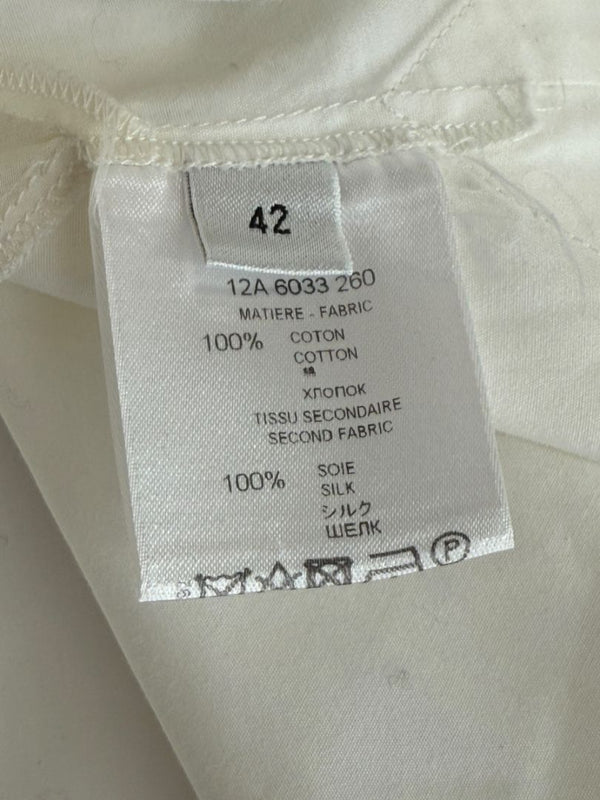 42
12A 6033 260
MATIERE - FABRIC
100% COTON
COTTON
綿
ХЛОПОК
TISSU SECONDAIRE
SECOND FABRIC
100% SOIE
SILK
シルク
ШЕЛК
P